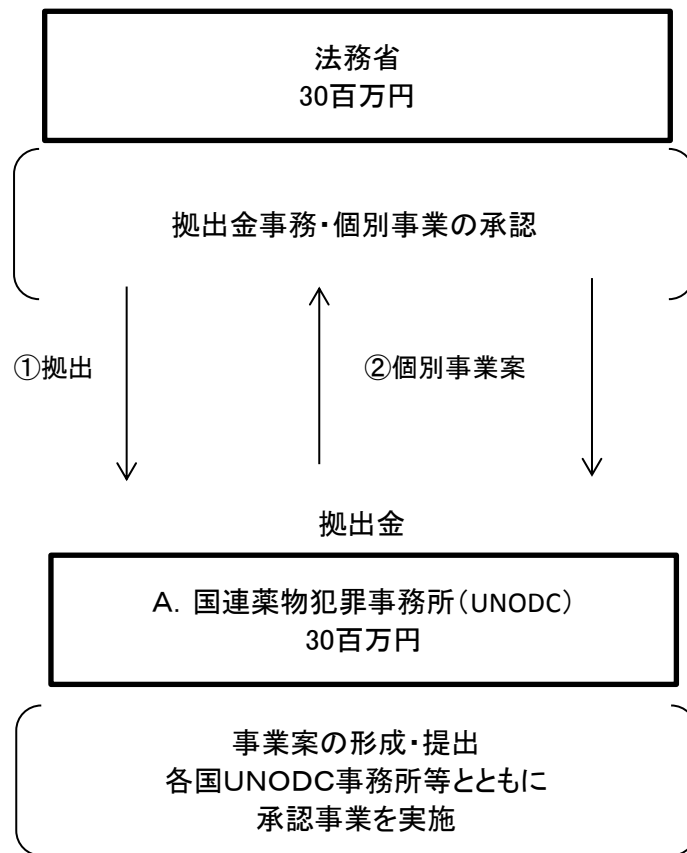 法務省
30百万円
拠出金事務・個別事業の承認
①拠出
②個別事業案
拠出金
A．国連薬物犯罪事務所（UNODC）
30百万円
事業案の形成・提出
各国UNODC事務所等とともに
承認事業を実施